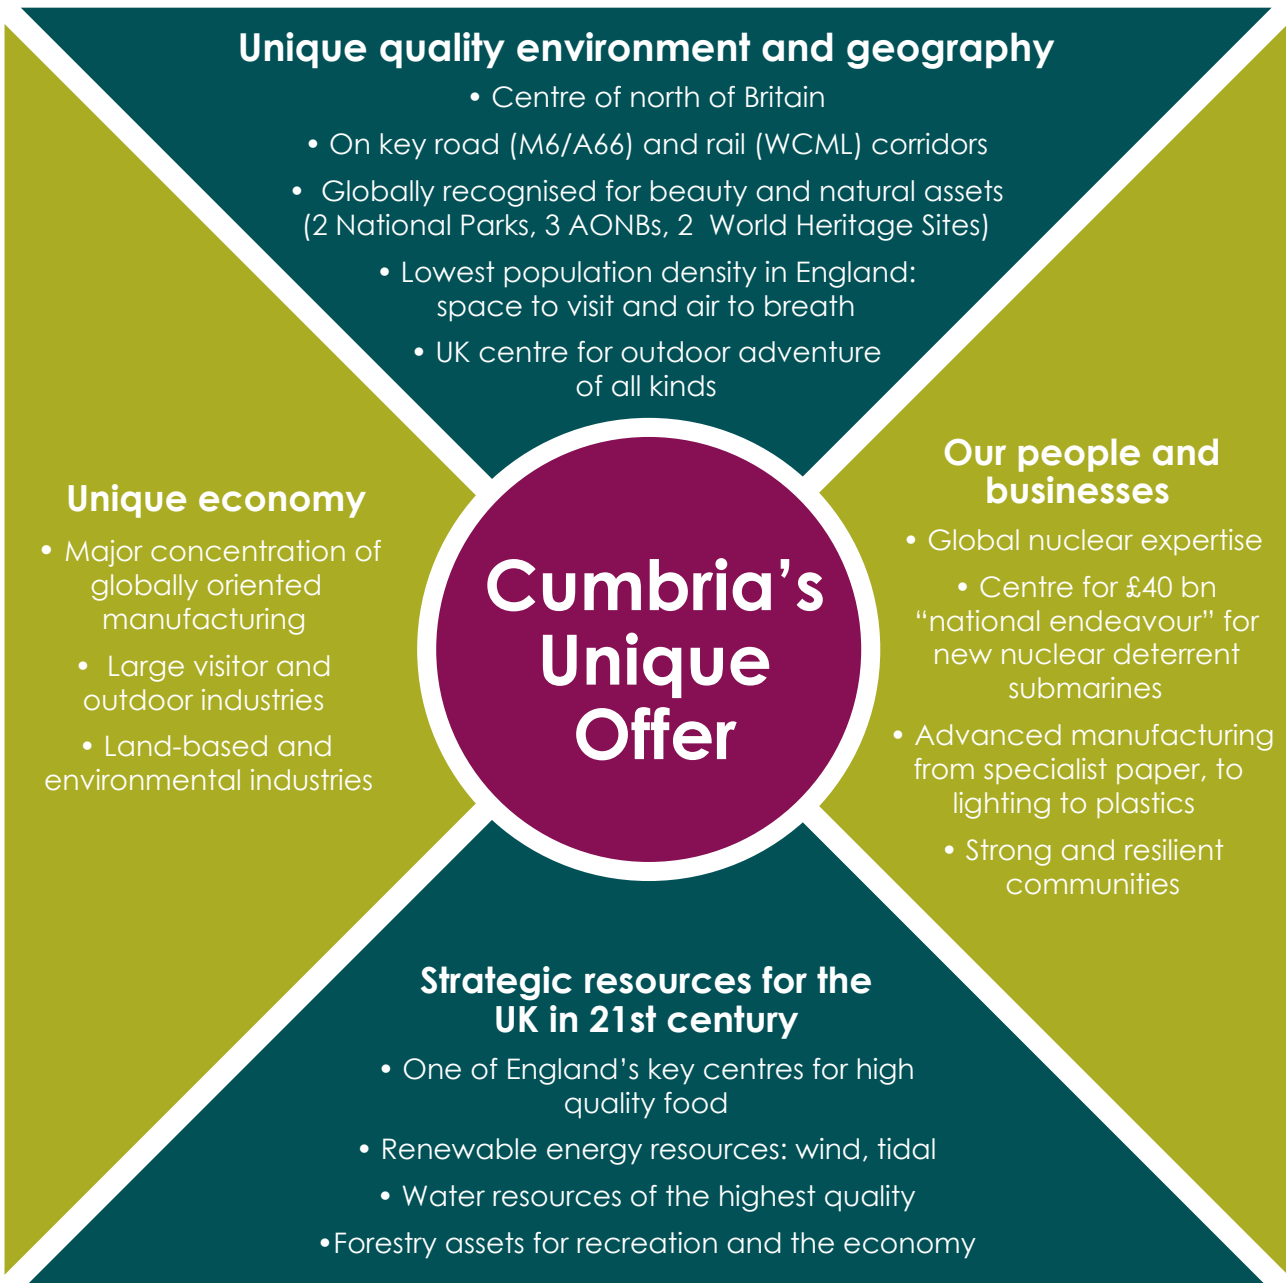 Unique quality environment and geography
• Centre of north of Britain
• On key road (M6/A66) and rail (WCML) corridors
• Globally recognised for beauty and natural assets
(2 National Parks, 3 AONBs, 2 World Heritage Sites)
• Lowest population density in England:
space to visit and air to breath
• UK centre for outdoor adventure
of all kinds
Unique economy
• Major concentration of
globally oriented
manufacturing
• Large visitor and
outdoor industries
• Land-based and
environmental industries
Cumbria’s
Unique
Offer
Our people and
businesses
• Global nuclear expertise
• Centre for £40 bn
“national endeavour” for
new nuclear deterrent
submarines
• Advanced manufacturing
from specialist paper, to
lighting to plastics
• Strong and resilient
communities
Strategic resources for the
UK in 21st century
• One of England’s key centres for high
quality food
• Renewable energy resources: wind, tidal
• Water resources of the highest quality
•Forestry assets for recreation and the economy